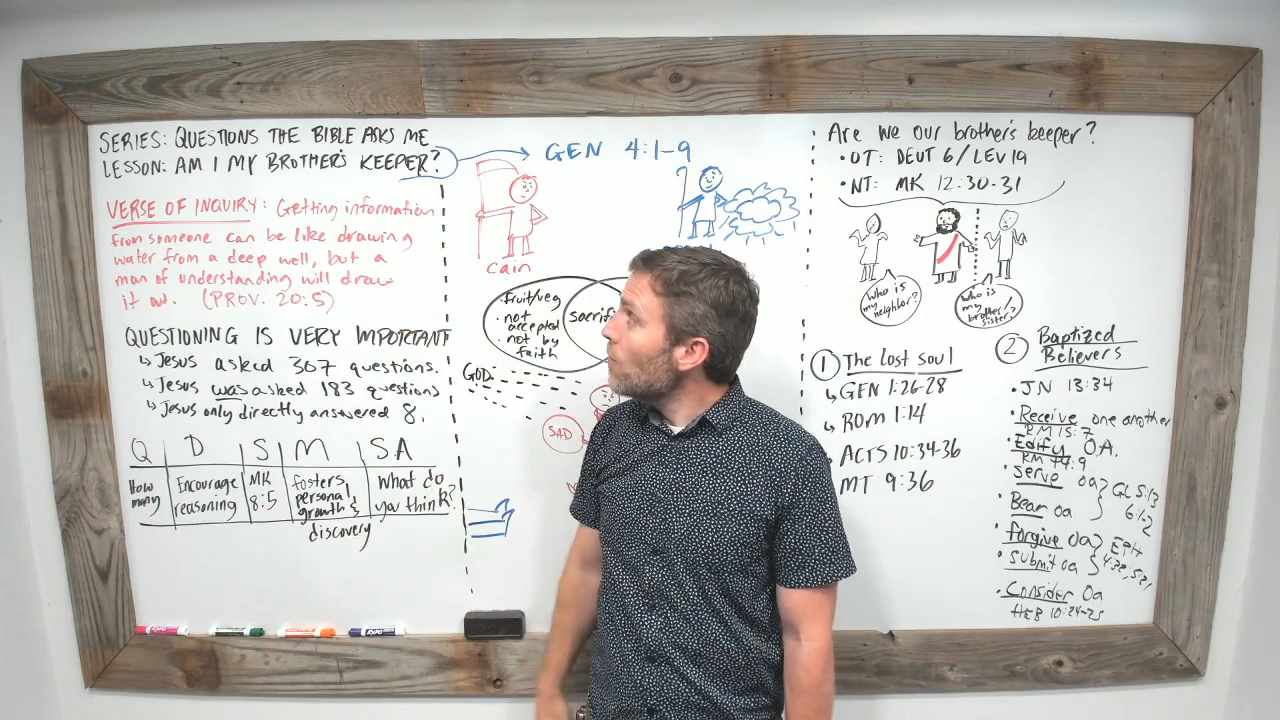 SERIES: QUESTIONS THE BIBLE ASKS ME
LESSON: AM I MY BROTHER'S KEEPER?
VERSE OF INQUIRY: Getting information
from someone can be like drawing
water from a deep well, but a
man of understanding will draw
it out. (PROV. 20:5)
QUESTIONING IS VERY IMPORTANT
Jesus asked 307 questions.
Jesus was asked 183 questions
Jesus only directly answered 8.
Q D S M SA
How many
Encourage reasoning
MK 8:5
fosters personal growth & discovery
what do you think?
GEN 4:1-9
cain
• fruit/veg
• not accepted
• not by faith
GOD
SAD
Are we our brother's keeper?
• OT: DEUT 6/LEV 19
• NT: MK 12:30-31
who is my neighbor?
who is my brother/sister?
1 The Lost soul
GEN 1:26-28
ROM 1:14
ACTS 10:34-36
MT 9:36
2 Baptized Believers
• JN 13:34
• Receive one another
RM 15:7
• Edify OA.
• serve oa
• Bear oa
GL 5:13
6:1-2
• forgive oa
• submit oa
EPH
4:32, 5:21
• Consider Oa
HEB 10:24-25
EXPO